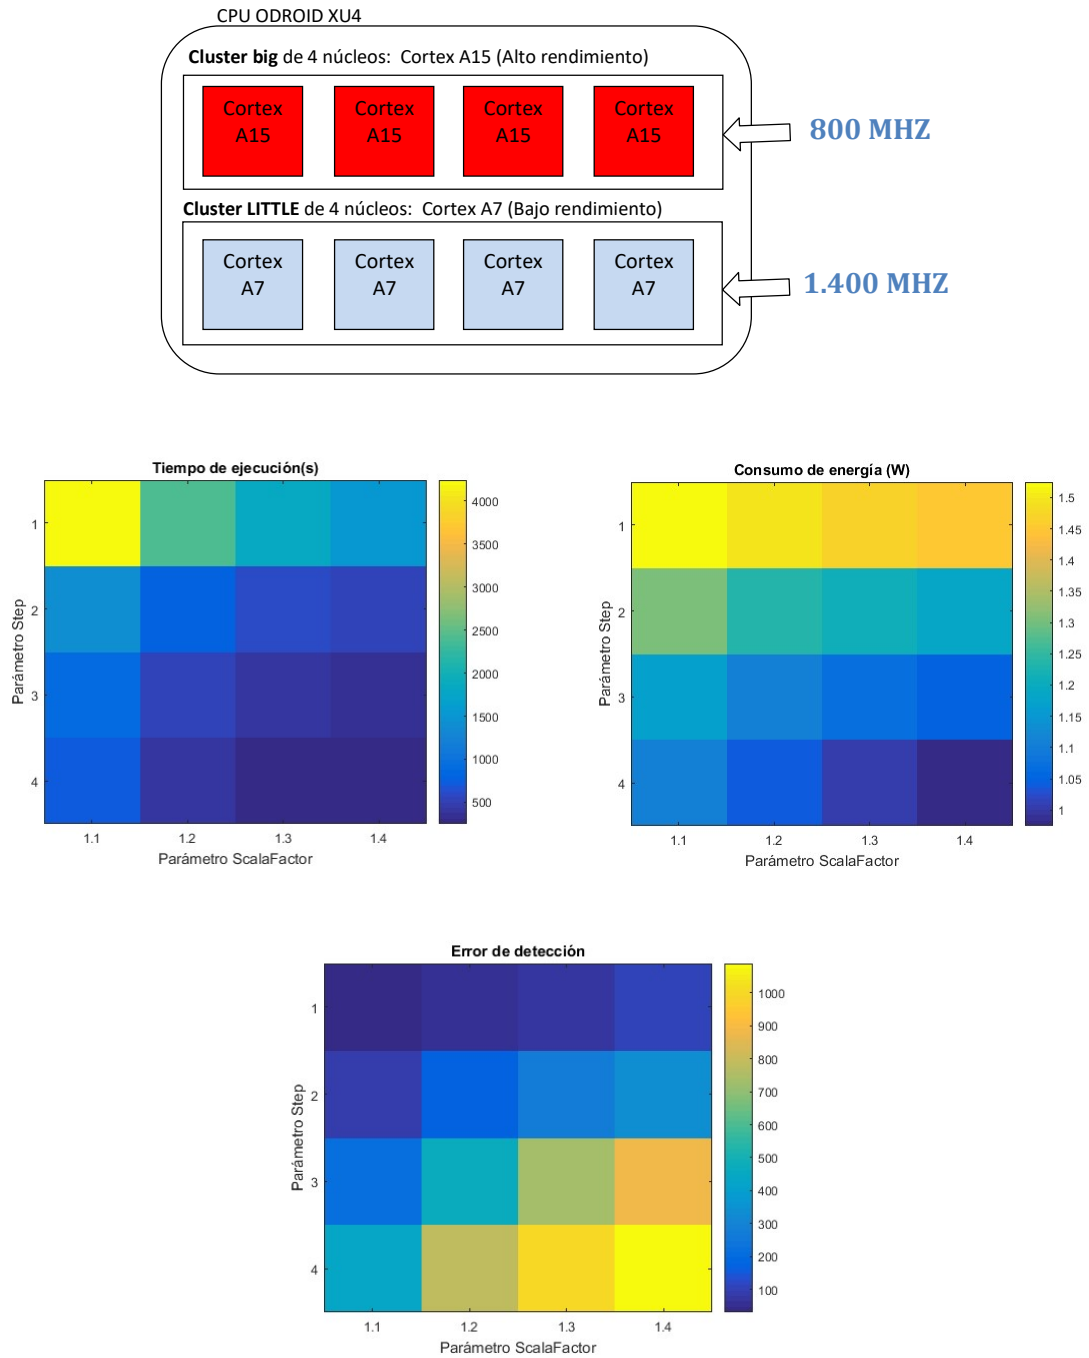 CPU ODROID XU4
Cluster big de 4 núcleos: Cortex A15 (Alto rendimiento)
Cortex A15
Cortex A15
Cortex A15
Cortex A15
800 MHZ
Cluster LITTLE de 4 núcleos: Cortex A7 (Bajo rendimiento)
Cortex A7
Cortex A7
Cortex A7
Cortex A7
1.400 MHZ
Tiempo de ejecución(s)
Parámetro Step
1
2
3
4
1.1 1.2 1.3 1.4
Parámetro ScalaFactor
4000
3500
3000
2500
2000
1500
1000
500
Consumo de energía (W)
Parámetro Step
1
2
3
4
1.1 1.2 1.3 1.4
Parámetro ScalaFactor
1.5
1.45
1.4
1.35
1.3
1.25
1.2
1.15
1.1
1.05
1
Error de detección
Parámetro Step
1
2
3
4
1.1 1.2 1.3 1.4
Parámetro ScalaFactor
1000
900
800
700
600
500
400
300
200
100